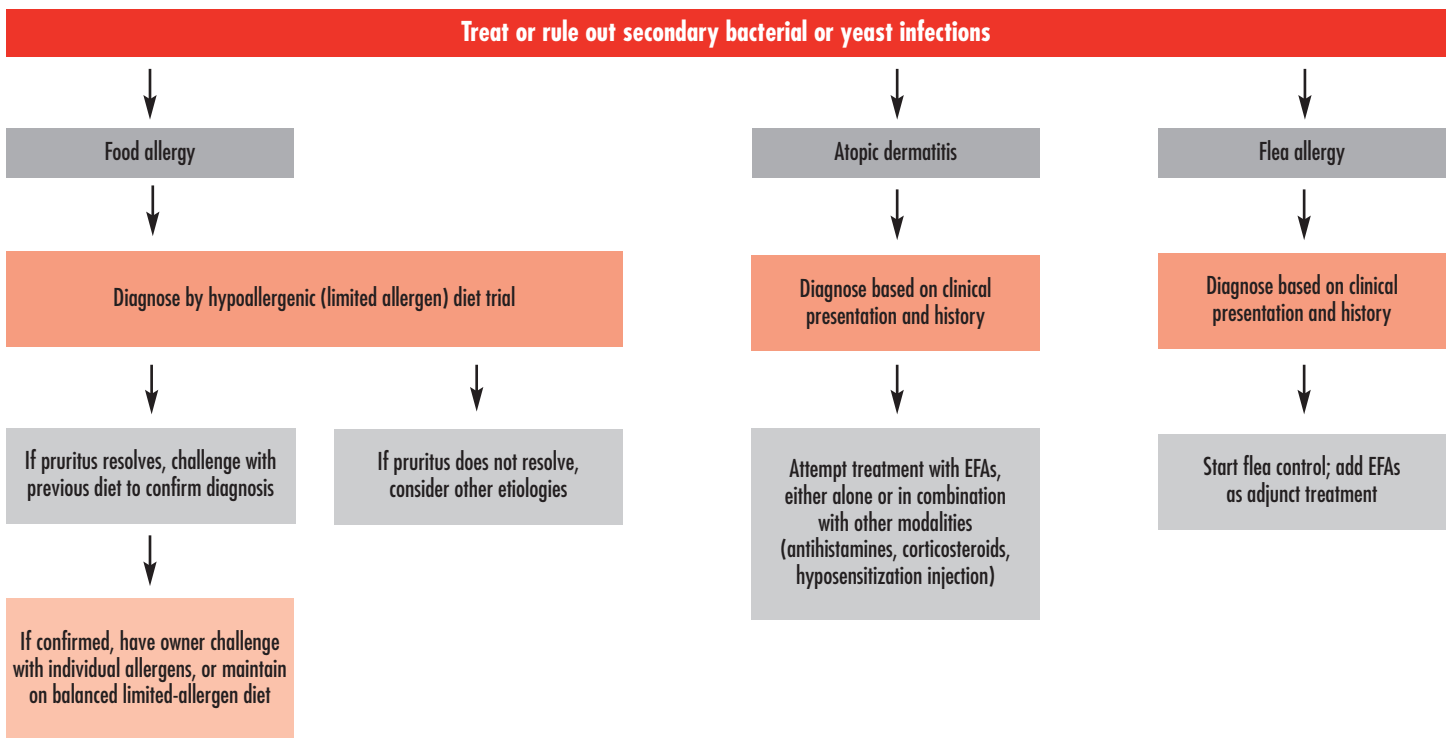 Treat or rule out secondary bacterial or yeast infections
Food allergy
Atopic dermatitis
Flea allergy
Diagnose by hypoallergenic (limited allergen) diet trial
Diagnose based on clinical
presentation and history
Diagnose based on clinical
presentation and history
If pruritus resolves, challenge with
previous diet to confirm diagnosis
If pruritus does not resolve,
consider other etiologies
Attempt treatment with EFAs,
either alone or in combination
with other modalities
(antihistamines, corticosteroids,
hyposensitization injection)
Start flea control; add EFAs
as adjunct treatment
If confirmed, have owner challenge
with individual allergens, or maintain
on balanced limited-allergen diet